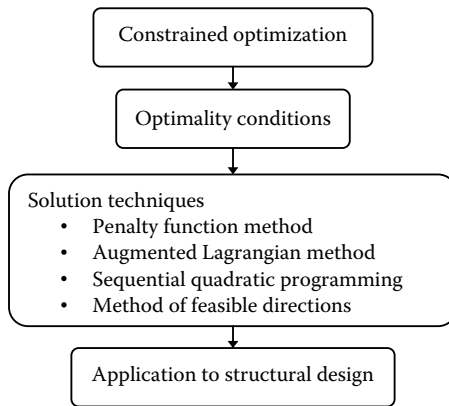 Constrained optimization
Optimality conditions
Solution techniques
• Penalty function method
• Augmented Lagrangian method
• Sequential quadratic programming
• Method of feasible directions
Application to structural design